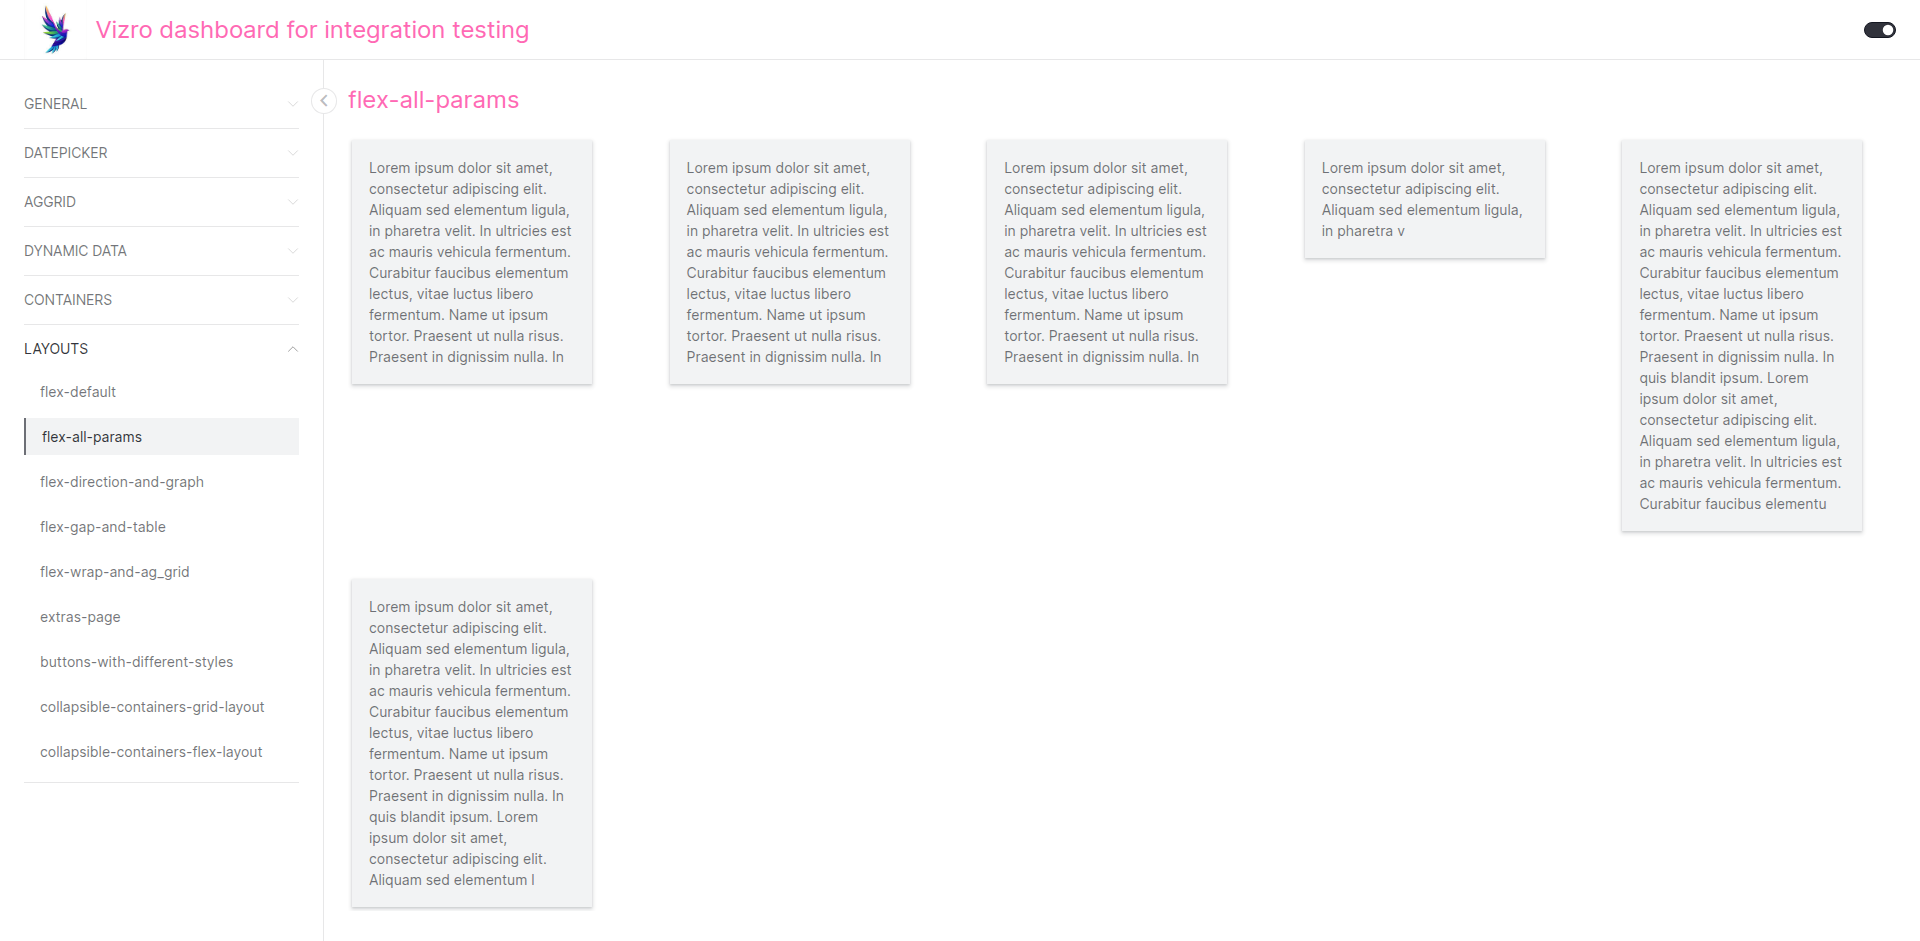 Vizro dashboard for integration testing
GENERAL
DATEPICKER
AGGRID
DYNAMIC DATA
CONTAINERS
LAYOUTS
flex-default
flex-all-params
flex-direction-and-graph
flex-gap-and-table
flex-wrap-and-ag_grid
extras-page
buttons-with-different-styles
collapsible-containers-grid-layout
collapsible-containers-flex-layout
flex-all-params
Lorem ipsum dolor sit amet,
consectetur adipiscing elit.
Aliquam sed elementum ligula,
in pharetra velit. In ultricies est
ac mauris vehicula fermentum.
Curabitur faucibus elementum
lectus, vitae luctus libero
fermentum. Name ut ipsum
tortor. Praesent ut nulla risus.
Praesent in dignissim nulla. In
Lorem ipsum dolor sit amet,
consectetur adipiscing elit.
Aliquam sed elementum ligula,
in pharetra velit. In ultricies est
ac mauris vehicula fermentum.
Curabitur faucibus elementum
lectus, vitae luctus libero
fermentum. Name ut ipsum
tortor. Praesent ut nulla risus.
Praesent in dignissim nulla. In
Lorem ipsum dolor sit amet,
consectetur adipiscing elit.
Aliquam sed elementum ligula,
in pharetra velit. In ultricies est
ac mauris vehicula fermentum.
Curabitur faucibus elementum
lectus, vitae luctus libero
fermentum. Name ut ipsum
tortor. Praesent ut nulla risus.
Praesent in dignissim nulla. In
Lorem ipsum dolor sit amet,
consectetur adipiscing elit.
Aliquam sed elementum ligula,
in pharetra v
Lorem ipsum dolor sit amet,
consectetur adipiscing elit.
Aliquam sed elementum ligula,
in pharetra velit. In ultricies est
ac mauris vehicula fermentum.
Curabitur faucibus elementum
lectus, vitae luctus libero
fermentum. Name ut ipsum
tortor. Praesent ut nulla risus.
Praesent in dignissim nulla. In
quis blandit ipsum. Lorem
ipsum dolor sit amet,
consectetur adipiscing elit.
Aliquam sed elementum ligula,
in pharetra velit. In ultricies est
ac mauris vehicula fermentum.
Curabitur faucibus elementu
Lorem ipsum dolor sit amet,
consectetur adipiscing elit.
Aliquam sed elementum ligula,
in pharetra velit. In ultricies est
ac mauris vehicula fermentum.
Curabitur faucibus elementum
lectus, vitae luctus libero
fermentum. Name ut ipsum
tortor. Praesent ut nulla risus.
Praesent in dignissim nulla. In
quis blandit ipsum. Lorem
ipsum dolor sit amet,
consectetur adipiscing elit.
Aliquam sed elementum l